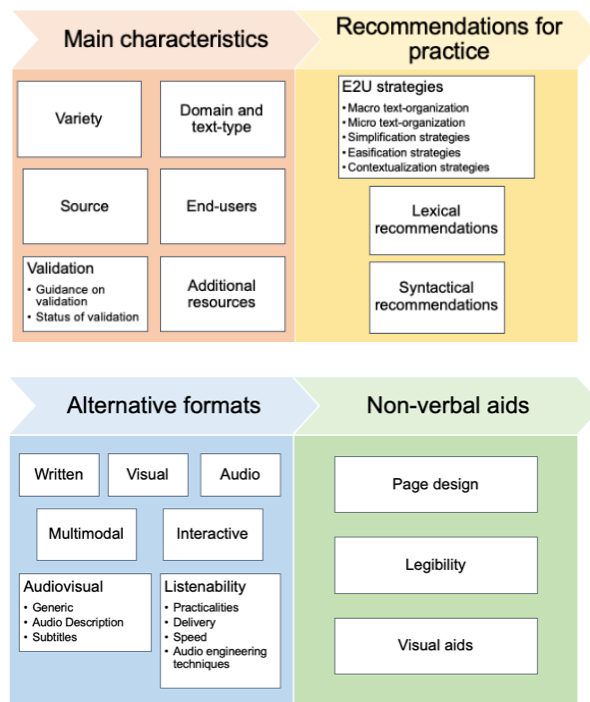 Main characteristics
Recommendations for
practice
Variety
Domain and
text-type
Source
End-users
Validation
• Guidance on
validation
• Status of validation
Additional
resources
E2U strategies
• Macro text-organization
• Micro text-organization
• Simplification strategies
• Easification strategies
• Contextualization strategies
Lexical
recommendations
Syntactical
recommendations
Alternative formats
Non-verbal aids
Written
Visual
Audio
Multimodal
Interactive
Audiovisual
• Generic
• Audio Description
• Subtitles
Listenability
• Practicalities
• Delivery
• Speed
• Audio engineering
techniques
Page design
Legibility
Visual aids